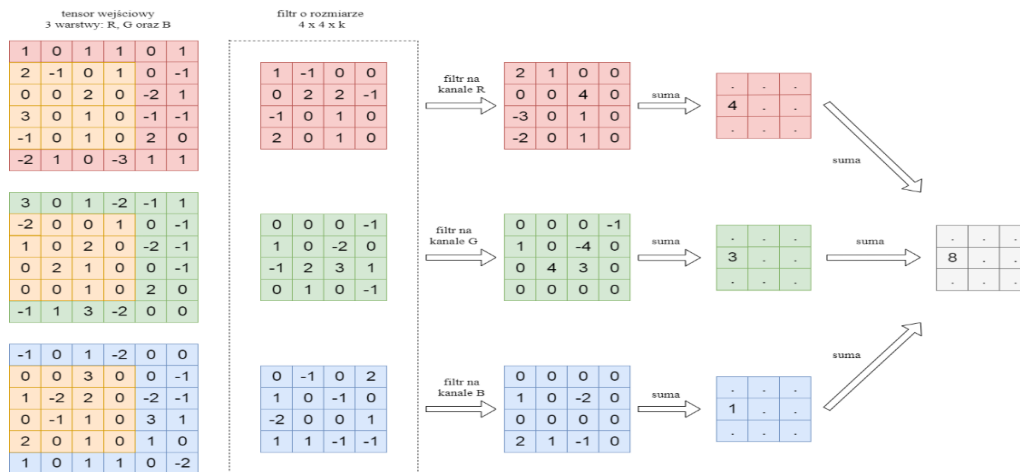 tensor wejściowy
3 warstwy: R, G oraz B
filtr o rozmiarze
4 x 4 x k
1 0 1 1 0 1
2 -1 0 1 0 -1
0 0 2 0 -2 1
3 0 1 0 -1 -1
-1 0 1 0 2 0
-2 1 0 -3 1 1
1 -1 0 0
0 2 2 -1
-1 0 1 0
2 0 1 0
filtr na
kanale R
2 1 0 0
0 0 4 0
-3 0 1 0
-2 0 1 0
suma
. . .
4 . .
. . .
suma
3 0 1 -2 -1 1
-2 0 0 1 0 -1
1 0 2 0 -2 -1
0 2 1 0 0 -1
0 0 1 0 2 0
-1 1 3 -2 0 0
0 0 0 -1
1 0 -2 0
-1 2 3 1
0 1 0 -1
filtr na
kanale G
0 0 0 -1
1 0 -4 0
0 4 3 0
0 0 0 0
suma
. . .
3 . .
. . .
suma
. . .
8 . .
. . .
-1 0 1 -2 0 0
0 0 3 0 0 -1
1 -2 2 0 -2 -1
0 -1 1 0 3 1
2 0 1 0 1 0
1 0 1 1 0 -2
0 -1 0 2
1 0 -1 0
-2 0 0 1
1 1 -1 -1
filtr na
kanale B
0 0 0 0
1 0 -2 0
0 0 0 0
2 1 -1 0
suma
. . .
1 . .
. . .
suma